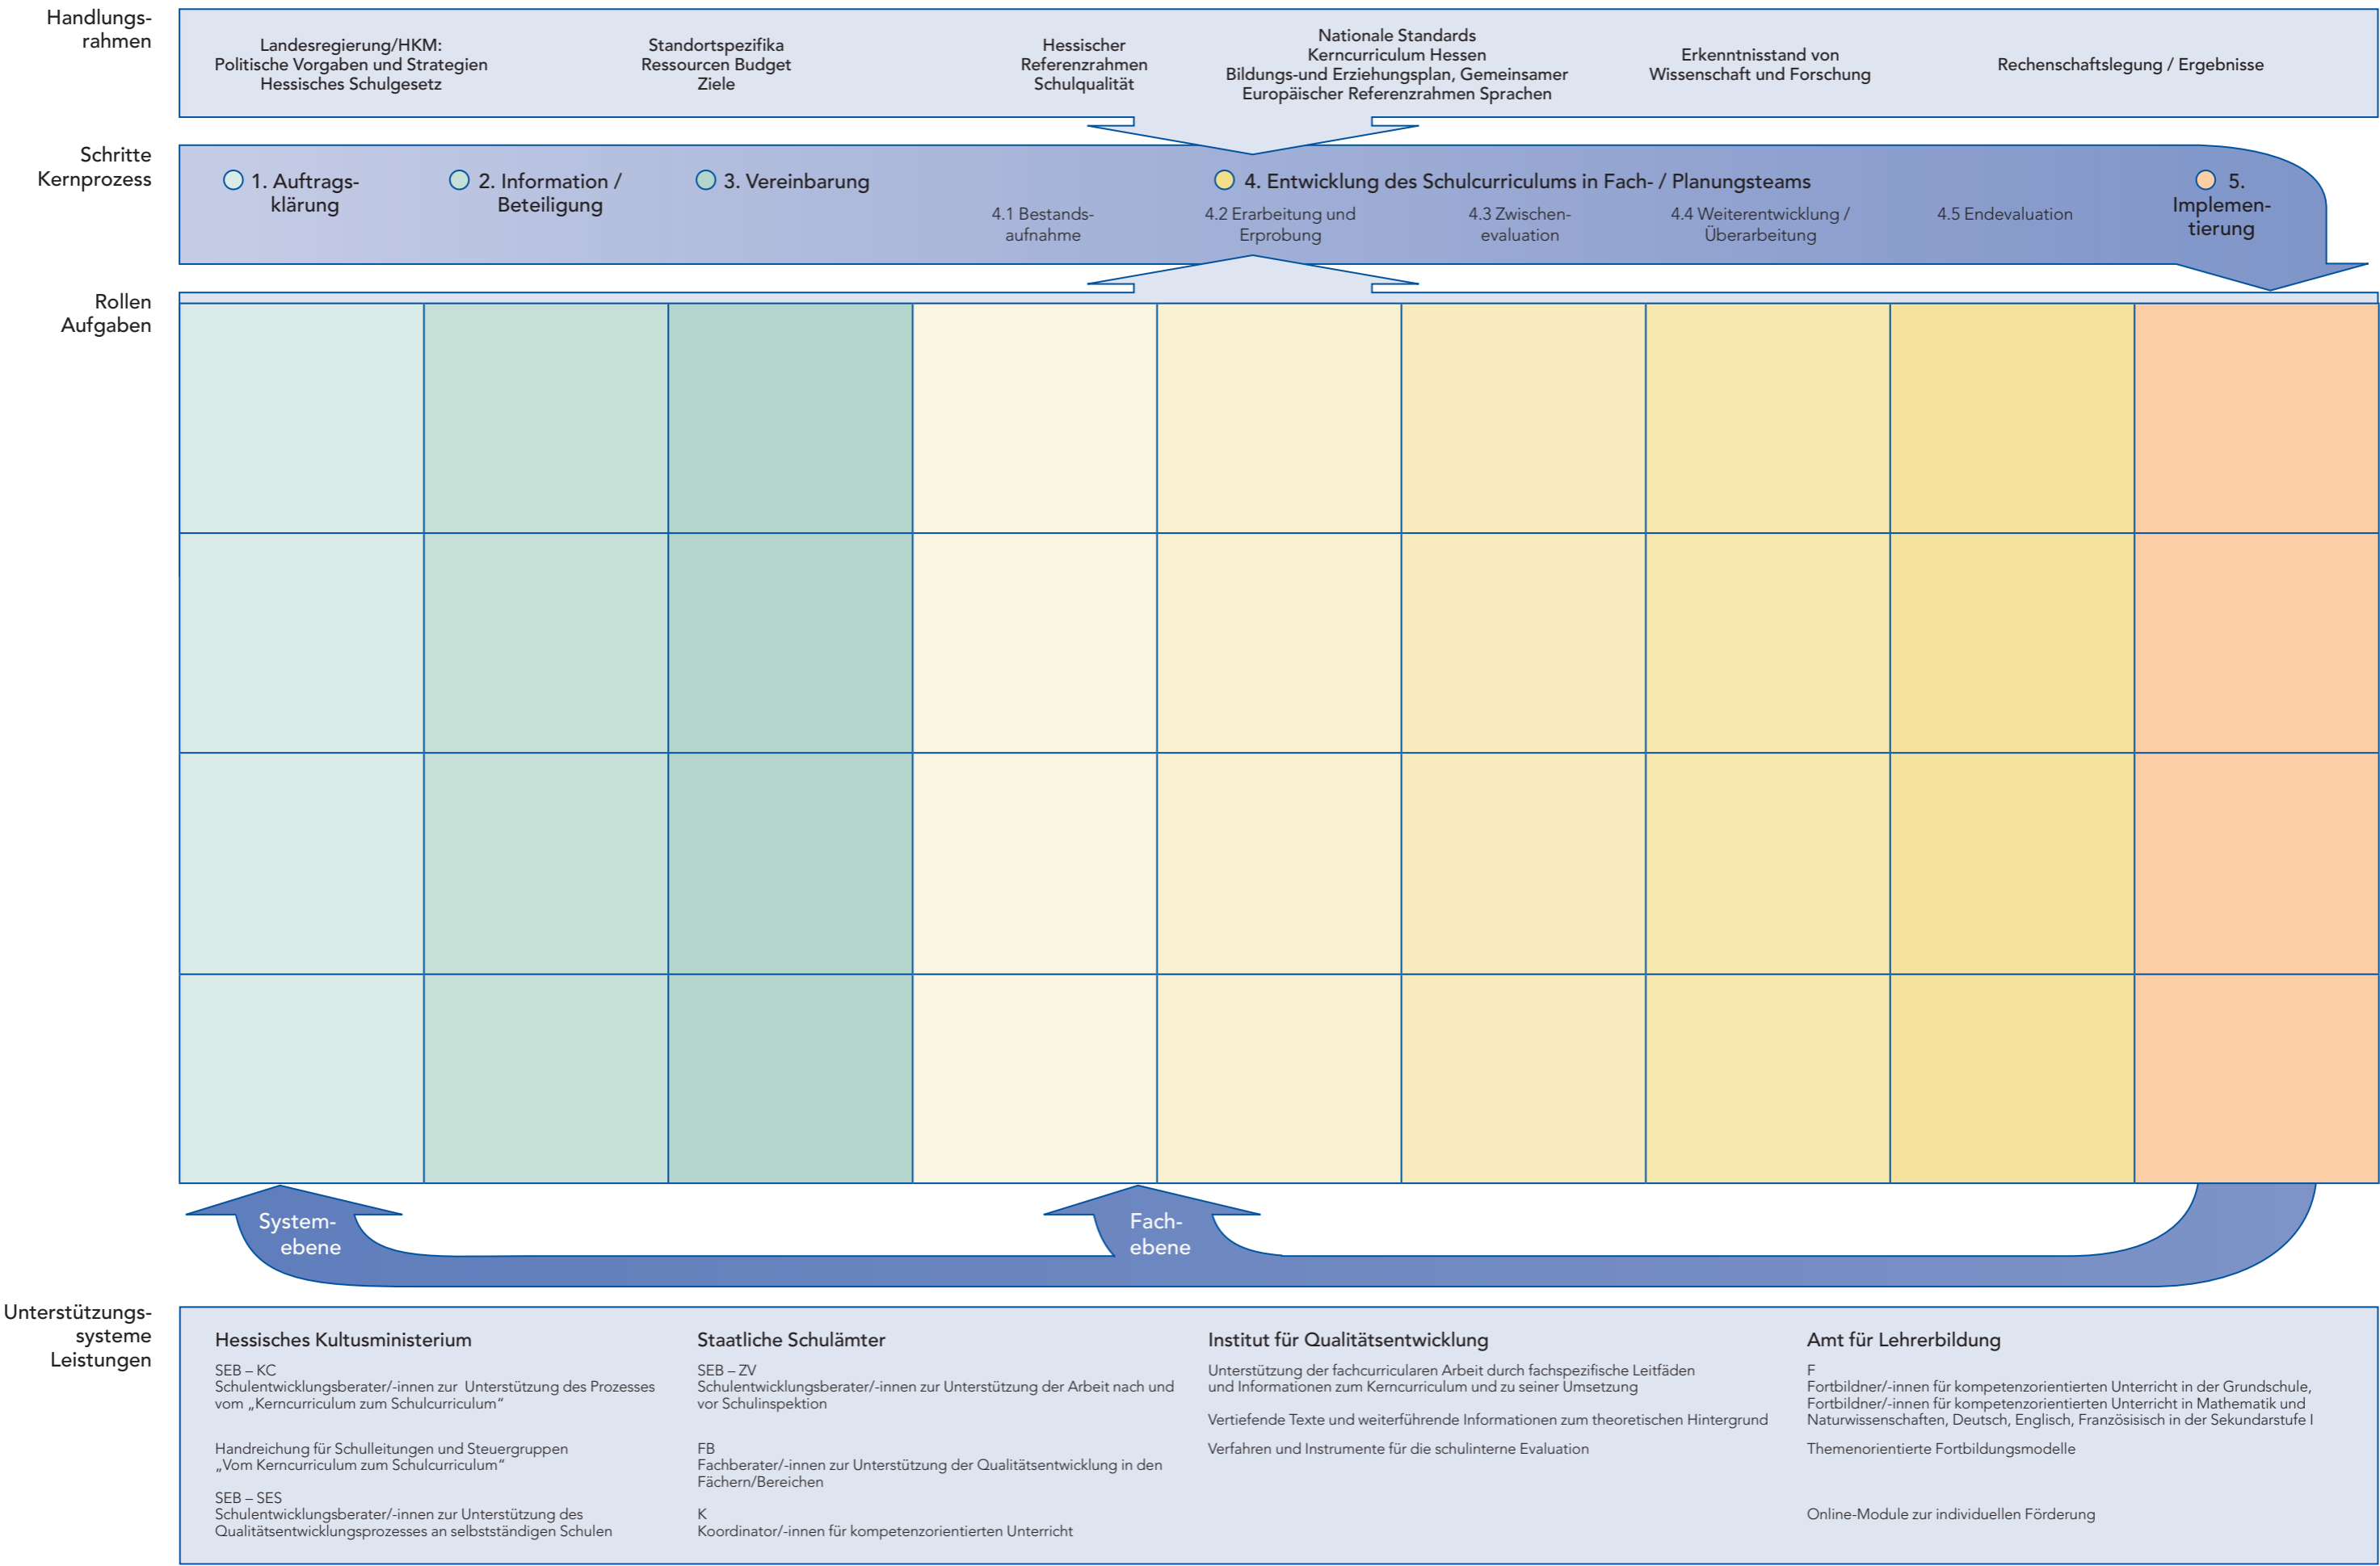 Handlungs-
rahmen
Landesregierung/HKM:
Politische Vorgaben und Strategien
Hessisches Schulgesetz
Standortspezifika
Ressourcen Budget
Ziele
Hessischer
Referenzrahmen
Schulqualität
Nationale Standards
Kerncurriculum Hessen
Bildungs-und Erziehungsplan, Gemeinsamer
Europäischer Referenzrahmen Sprachen
Erkenntnisstand von
Wissenschaft und Forschung
Rechenschaftslegung / Ergebnisse
Schritte
Kernprozess
1. Auftrags-
klärung
2. Information /
Beteiligung
3. Vereinbarung
4. Entwicklung des Schulcurriculums in Fach- / Planungsteams
4.1 Bestands-
aufnahme
4.2 Erarbeitung und
Erprobung
4.3 Zwischen-
evaluation
4.4 Weiterentwicklung /
Überarbeitung
4.5 Endevaluation
5.
Implemen-
tierung
Rollen
Aufgaben
System-
ebene
Fach-
ebene
Unterstützungs-
systeme
Leistungen
Hessisches Kultusministerium
SEB – KC
Schulentwicklungsberater/-innen zur Unterstützung des Prozesses
vom „Kerncurriculum zum Schulcurriculum“
Handreichung für Schulleitungen und Steuergruppen
„Vom Kerncurriculum zum Schulcurriculum“
SEB – SES
Schulentwicklungsberater/-innen zur Unterstützung des
Qualitätsentwicklungsprozesses an selbstständigen Schulen
Staatliche Schulämter
SEB – ZV
Schulentwicklungsberater/-innen zur Unterstützung der Arbeit nach und
vor Schulinspektion
FB
Fachberater/-innen zur Unterstützung der Qualitätsentwicklung in den
Fächern/Bereichen
K
Koordinator/-innen für kompetenzorientierten Unterricht
Institut für Qualitätsentwicklung
Unterstützung der fachcurricularen Arbeit durch fachspezifische Leitfäden
und Informationen zum Kerncurriculum und zu seiner Umsetzung
Vertiefende Texte und weiterführende Informationen zum theoretischen Hintergrund
Verfahren und Instrumente für die schulinterne Evaluation
Amt für Lehrerbildung
F
Fortbildner/-innen für kompetenzorientierten Unterricht in der Grundschule,
Fortbildner/-innen für kompetenzorientierten Unterricht in Mathematik und
Naturwissenschaften, Deutsch, Englisch, Französisisch in der Sekundarstufe I
Themenorientierte Fortbildungsmodelle
Online-Module zur individuellen Förderung